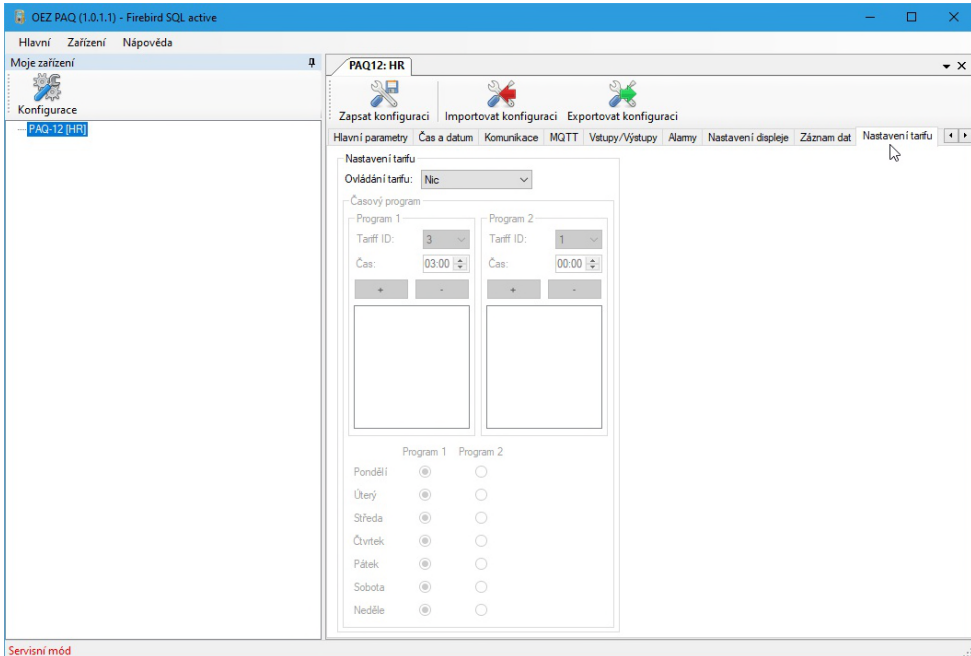 OEZ PAQ (1.0.1.1) - Firebird SQL active
Hlavní Zařízení Nápověda
Moje zařízení
Konfigurace
PAQ-12 [HR]
PAQ12: HR
Zapsat konfiguraci Importovat konfiguraci Exportovat konfiguraci
Hlavní parametry Čas a datum Komunikace MQTT Vstupy/Výstupy Alarmy Nastavení displeje Záznam dat Nastavení tarifu
Nastavení tarifu
Ovládání tarifu: Nic
Časový program
Program 1 Program 2
Tariff ID: 3 Tariff ID: 1
Čas: 03:00 Čas: 00:00
+ - + -
Program 1 Program 2
Pondělí
Úterý
Středa
Čtvrtek
Pátek
Sobota
Neděle
Servisní mód